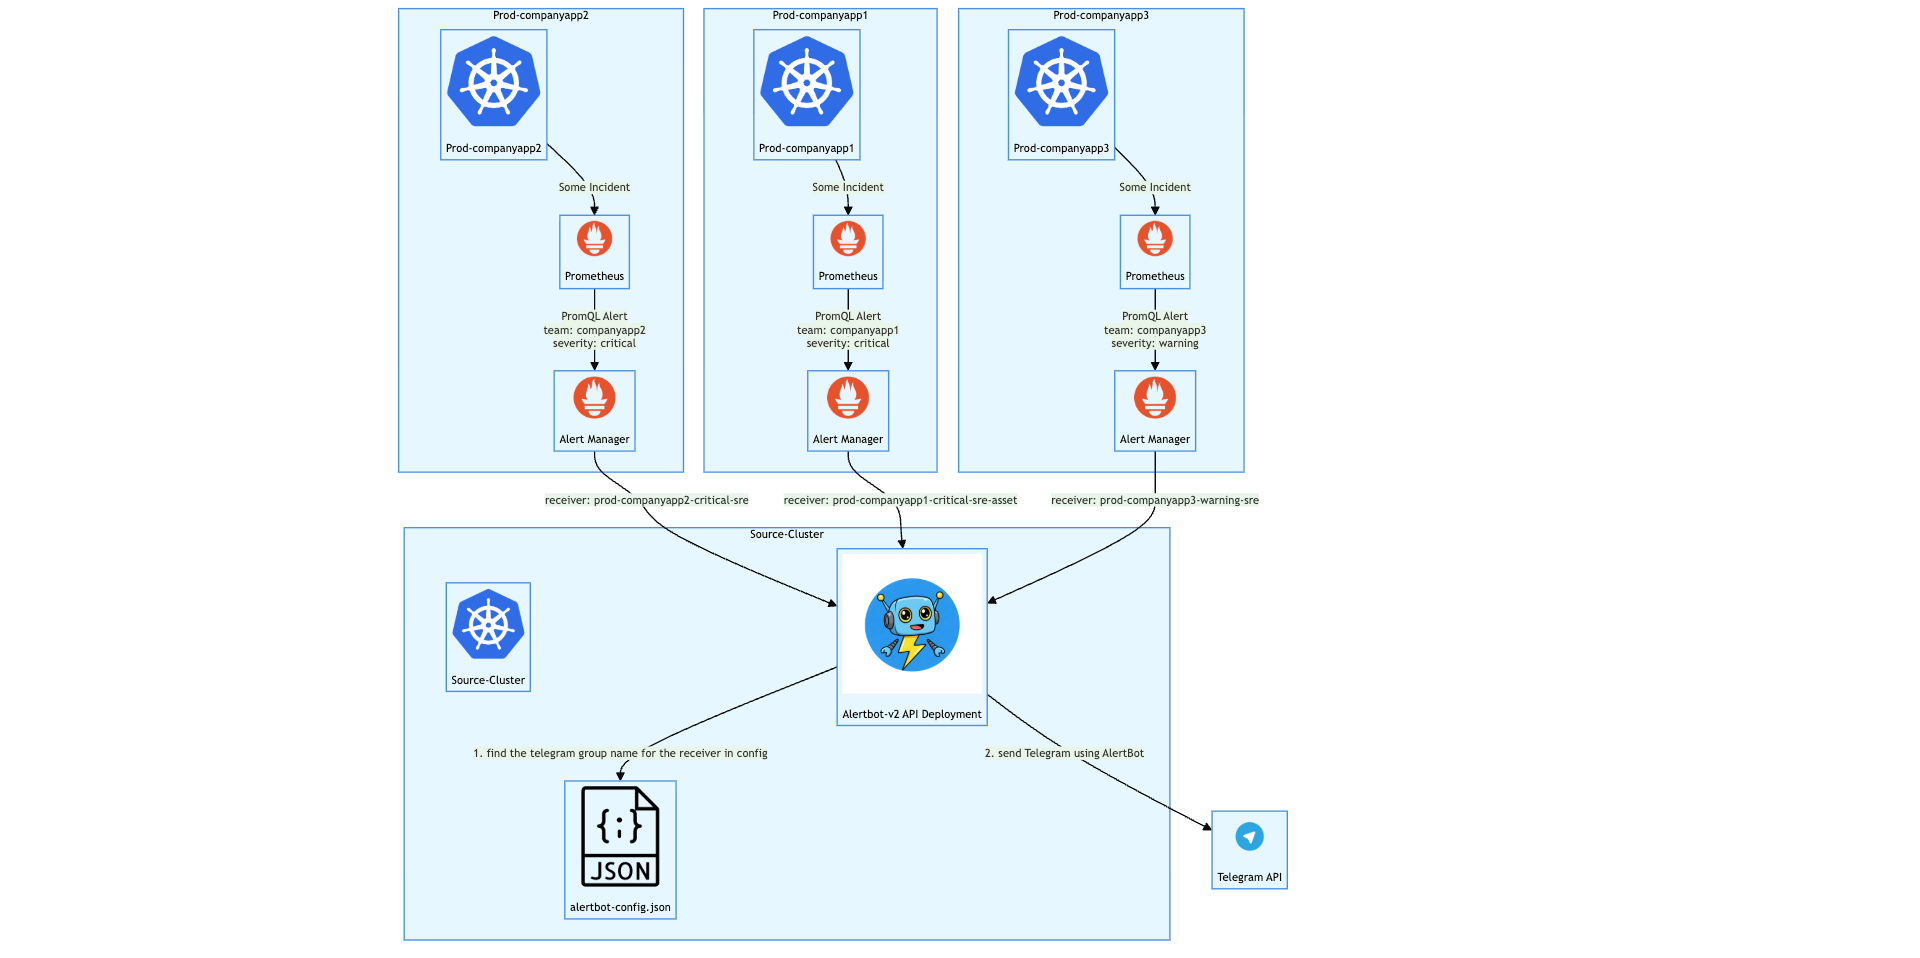 Prod-companyapp2
Prod-companyapp1
Prod-companyapp3
Prod-companyapp2
Prod-companyapp1
Prod-companyapp3
Some Incident
Some Incident
Some Incident
Prometheus
Prometheus
Prometheus
PromQL Alert
team: companyapp2
severity: critical
PromQL Alert
team: companyapp1
severity: critical
PromQL Alert
team: companyapp3
severity: warning
Alert Manager
Alert Manager
Alert Manager
receiver: prod-companyapp2-critical-sre
receiver: prod-companyapp1-critical-sre-asset
receiver: prod-companyapp3-warning-sre
Source-Cluster
Source-Cluster
Alertbot-v2 API Deployment
1. find the telegram group name for the receiver in config
2. send Telegram using AlertBot
{;}
JSON
alertbot-config.json
Telegram API